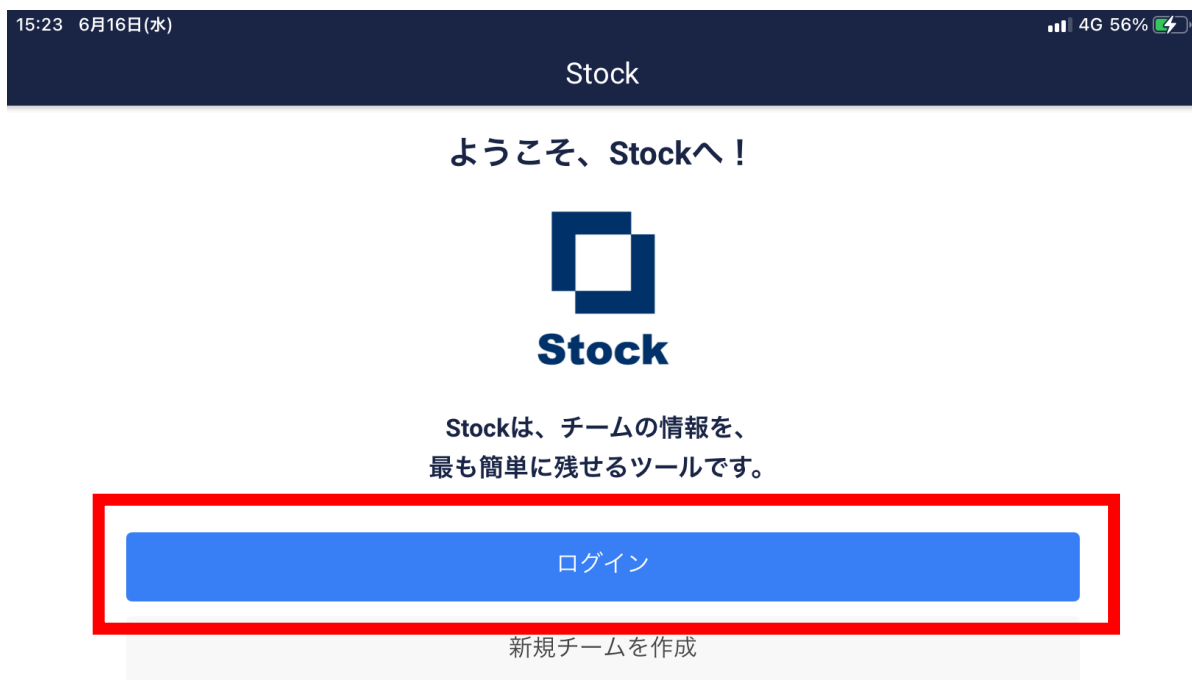 15:23 6月16日(水) 4G 56%
Stock
ようこそ、Stockへ！
Stock
Stockは、チームの情報を、
最も簡単に残せるツールです。
ログイン
新規チームを作成